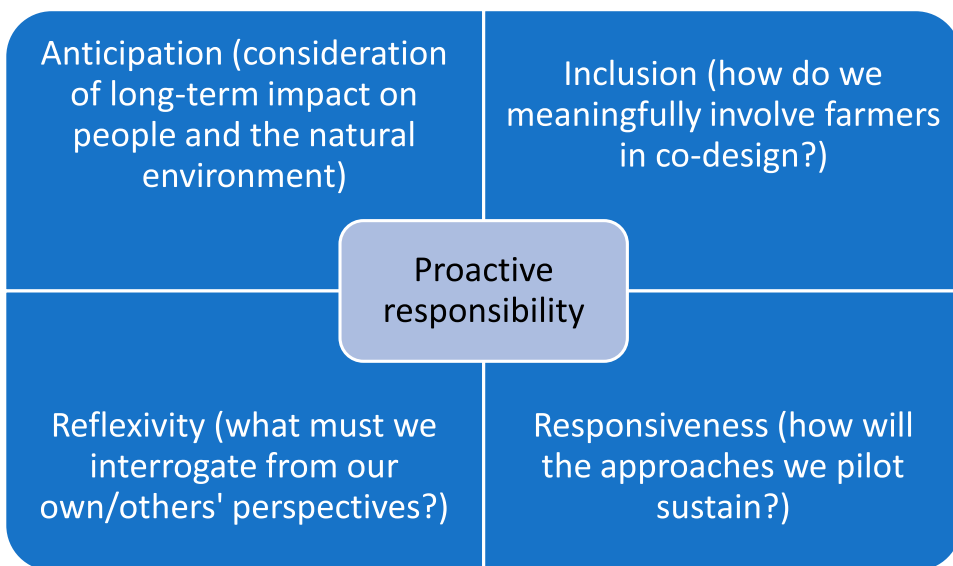 Anticipation (consideration
of long-term impact on
people and the natural
environment)
Inclusion (how do we
meaningfully involve farmers
in co-design?)
Proactive
responsibility
Reflexivity (what must we
interrogate from our
own/others' perspectives?)
Responsiveness (how will
the approaches we pilot
sustain?)